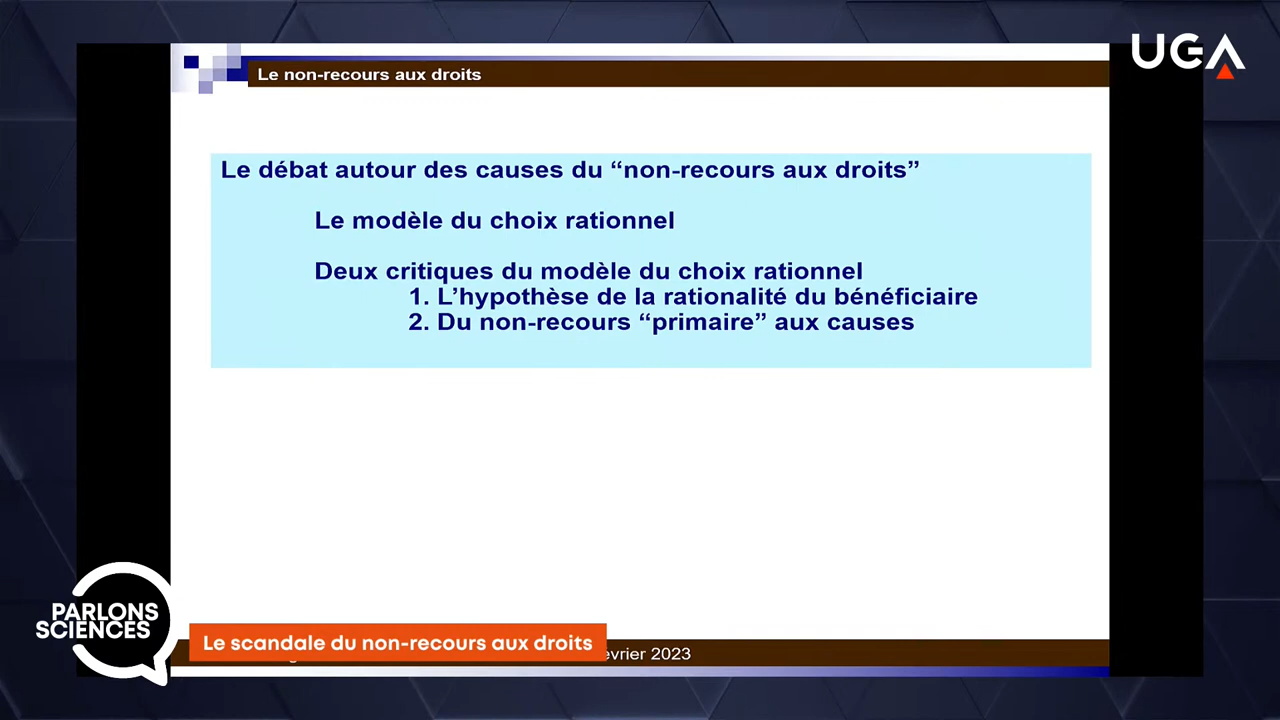 UGA
Le non-recours aux droits
Le débat autour des causes du “non-recours aux droits”
Le modèle du choix rationnel
Deux critiques du modèle du choix rationnel
1. L’hypothèse de la rationalité du bénéficiaire
2. Du non-recours “primaire” aux causes
PARLONS
SCIENCES
Le scandale du non-recours aux droits
2023